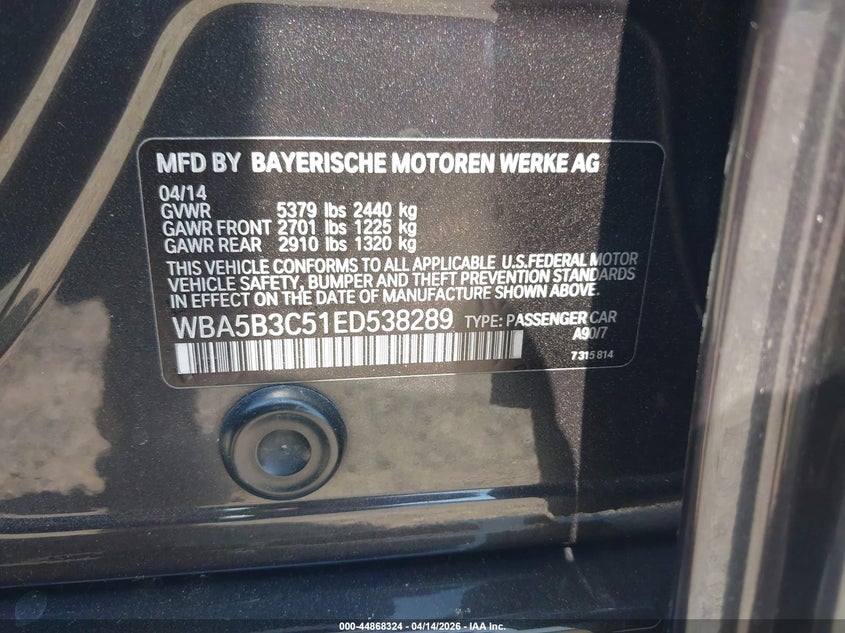 MFD BY BAYERISCHE MOTOREN WERKE AG
04/14
GVWR 5379 lbs 2440 kg
GAWR FRONT 2701 lbs 1225 kg
GAWR REAR 2910 lbs 1320 kg
THIS VEHICLE CONFORMS TO ALL APPLICABLE U.S.FEDERAL MOTOR
VEHICLE SAFETY, BUMPER AND THEFT PREVENTION STANDARDS
IN EFFECT ON THE DATE OF MANUFACTURE SHOWN ABOVE.
WBA5B3C51ED538289 TYPE: PASSENGER CAR
A90/7
7315814
000-44868324 | 04/14/2026 - IAA Inc.